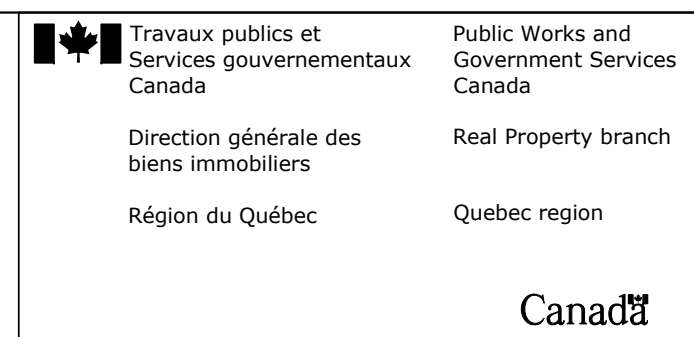 Travaux publics et
Services gouvernementaux
Canada
Direction générale des
biens immobiliers
Région du Québec
Public Works and
Government Services
Canada
Real Property branch
Quebec region
Canada